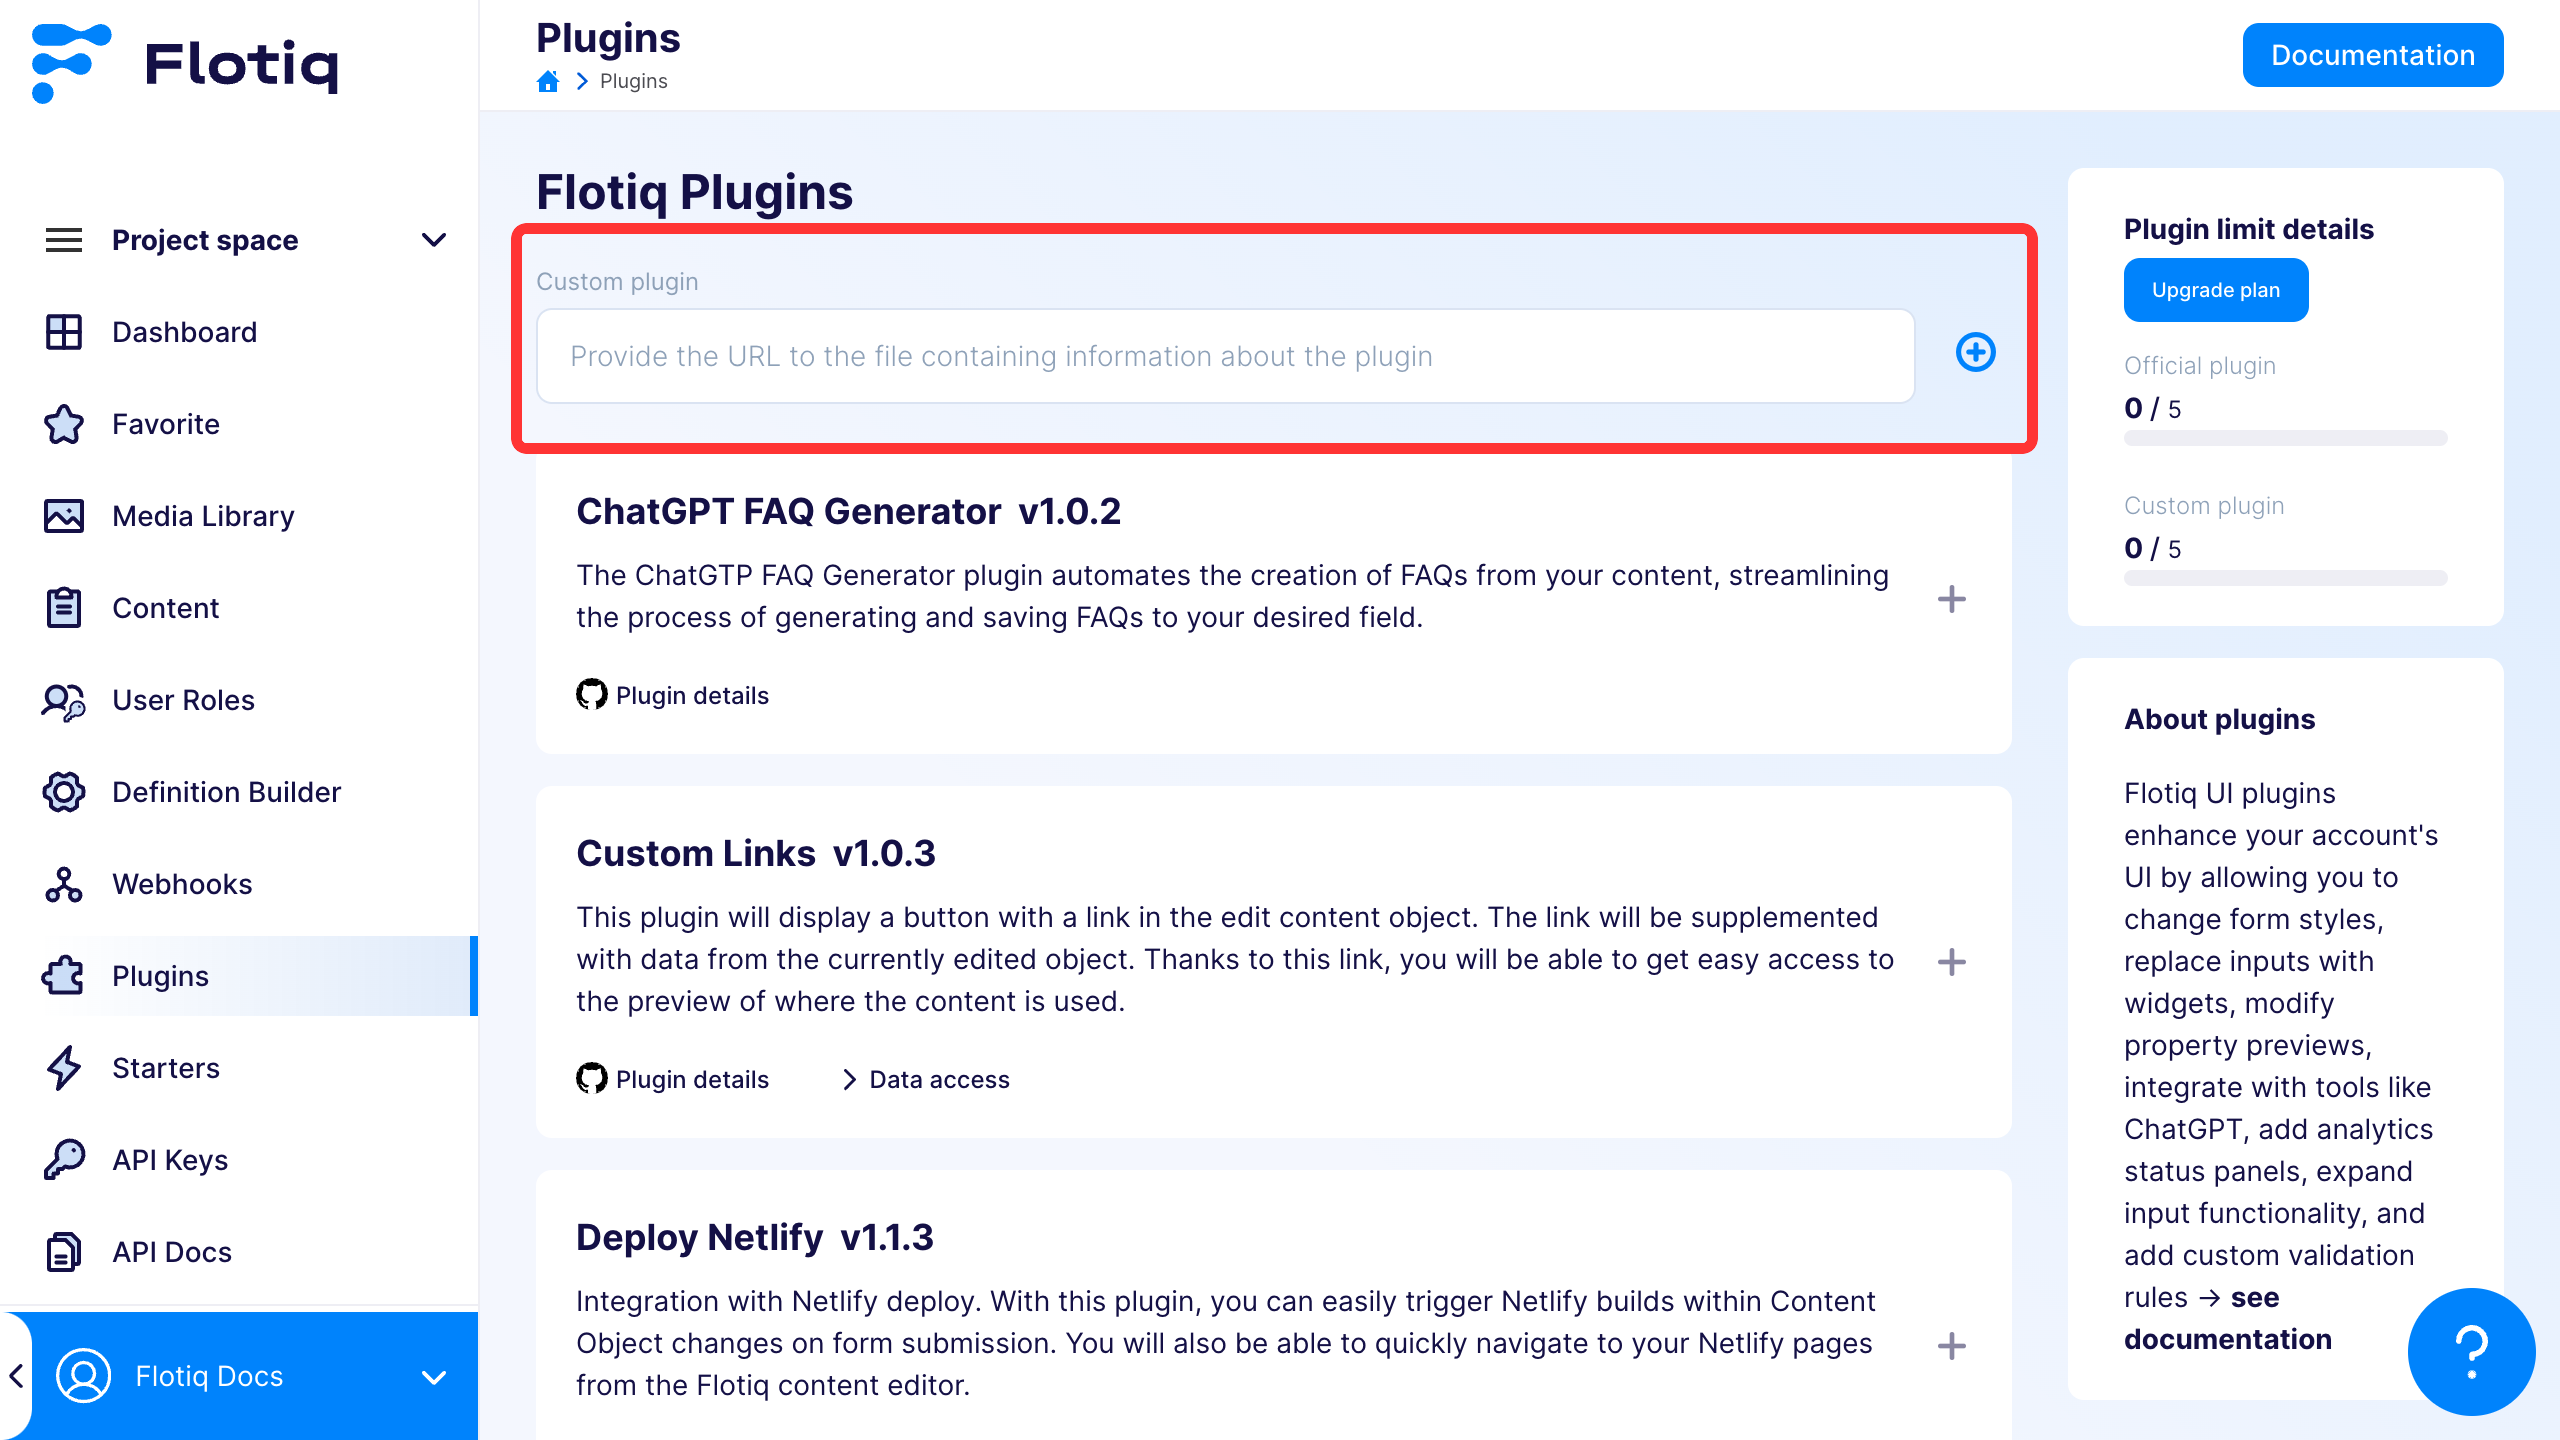 Flotiq
Project space
Dashboard
Favorite
Media Library
Content
User Roles
Definition Builder
Webhooks
Plugins
Starters
API Keys
API Docs
Flotiq Docs
Plugins
Plugins
Documentation
Flotiq Plugins
Custom plugin
Provide the URL to the file containing information about the plugin
ChatGPT FAQ Generator v1.0.2
The ChatGTP FAQ Generator plugin automates the creation of FAQs from your content, streamlining
the process of generating and saving FAQs to your desired field.
Plugin details
Custom Links v1.0.3
This plugin will display a button with a link in the edit content object. The link will be supplemented
with data from the currently edited object. Thanks to this link, you will be able to get easy access to
the preview of where the content is used.
Plugin details
Data access
Deploy Netlify v1.1.3
Integration with Netlify deploy. With this plugin, you can easily trigger Netlify builds within Content
Object changes on form submission. You will also be able to quickly navigate to your Netlify pages
from the Flotiq content editor.
Plugin limit details
Upgrade plan
Official plugin
0 / 5
Custom plugin
0 / 5
About plugins
Flotiq UI plugins
enhance your account's
UI by allowing you to
change form styles,
replace inputs with
widgets, modify
property previews,
integrate with tools like
ChatGPT, add analytics
status panels, expand
input functionality, and
add custom validation
rules → see
documentation
?